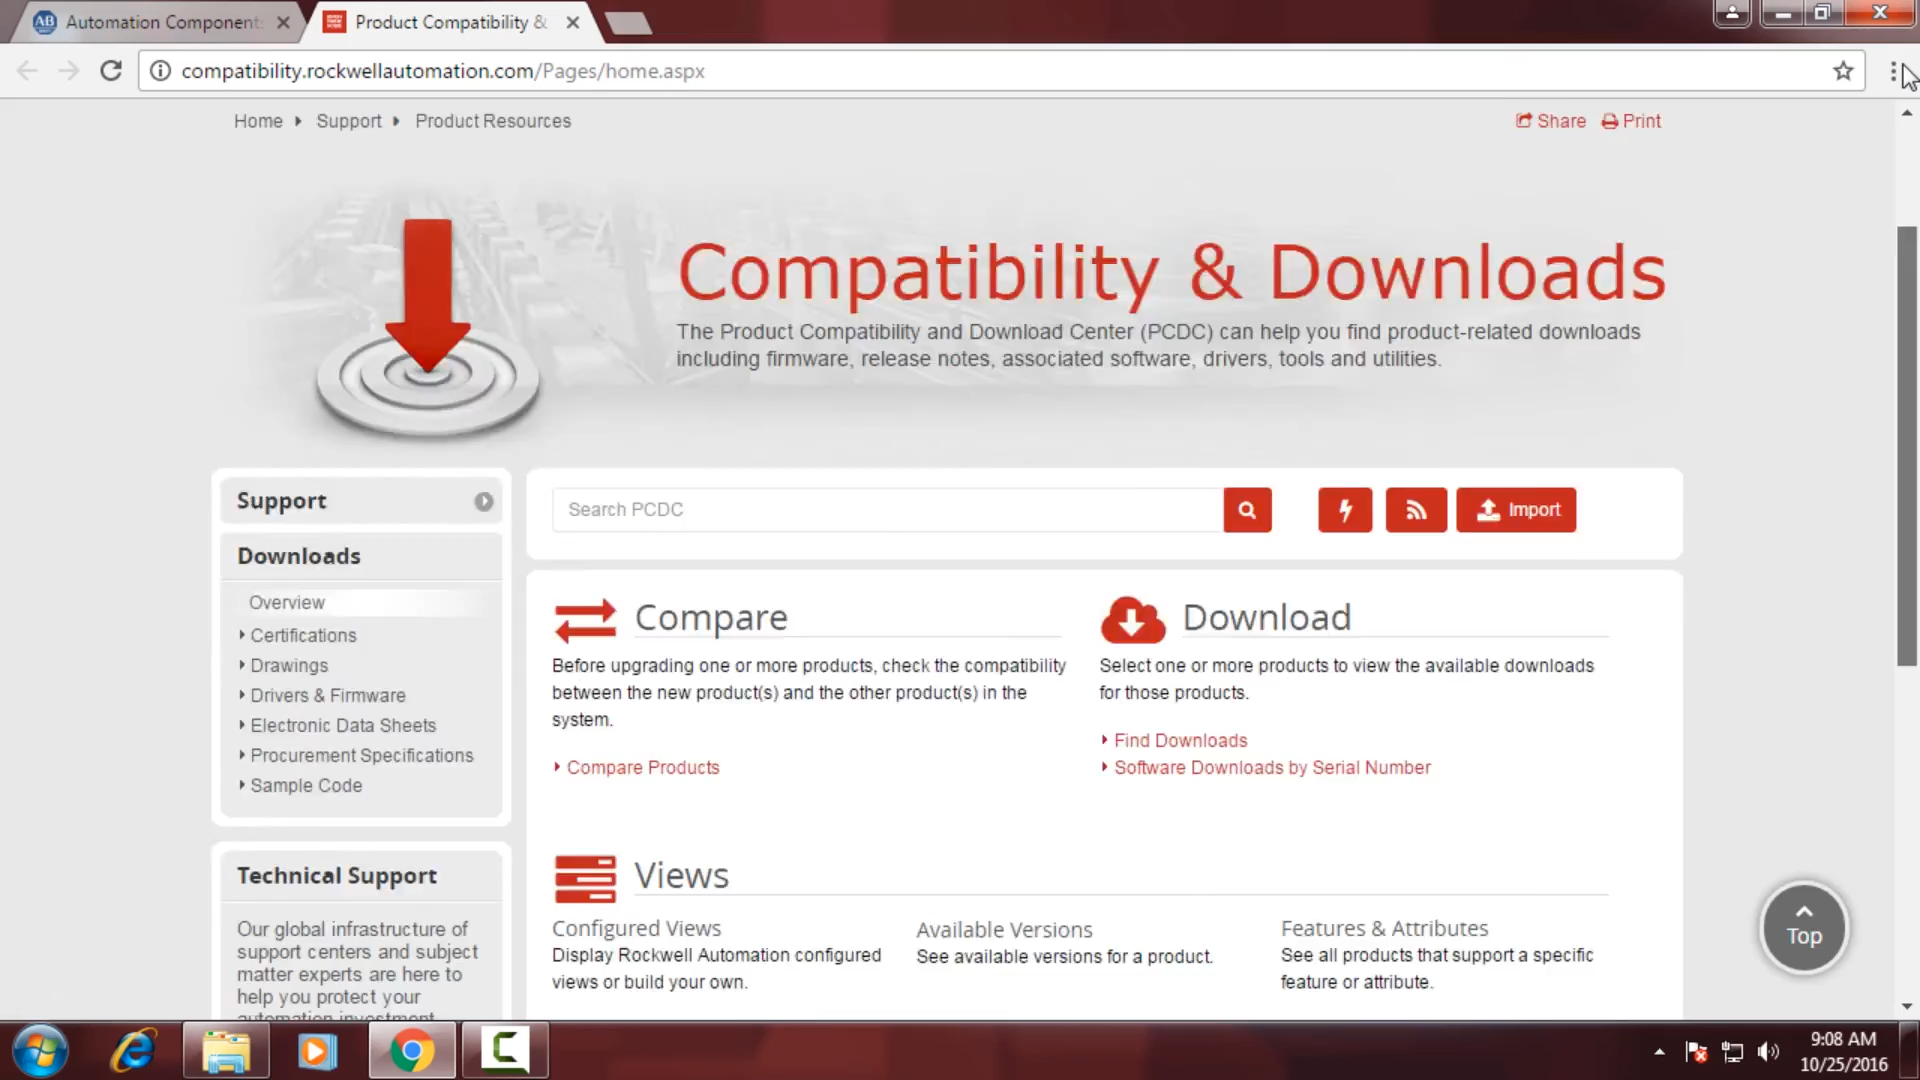 Automation Component
Product Compatibility &
compatibility.rockwellautomation.com/Pages/home.aspx
Home Support Product Resources
Share Print
Compatibility & Downloads
The Product Compatibility and Download Center (PCDC) can help you find product-related downloads
including firmware, release notes, associated software, drivers, tools and utilities.
Support
Search PCDC
Import
Downloads
Overview
Certifications
Drawings
Drivers & Firmware
Electronic Data Sheets
Procurement Specifications
Sample Code
Compare
Before upgrading one or more products, check the compatibility
between the new product(s) and the other product(s) in the
system.
Compare Products
Download
Select one or more products to view the available downloads
for those products.
Find Downloads
Software Downloads by Serial Number
Technical Support
Our global infrastructure of
support centers and subject
matter experts are here to
help you protect your
automation investment
Views
Configured Views
Display Rockwell Automation configured
views or build your own.
Available Versions
See available versions for a product.
Features & Attributes
See all products that support a specific
feature or attribute.
Top
9:08 AM
10/25/2016